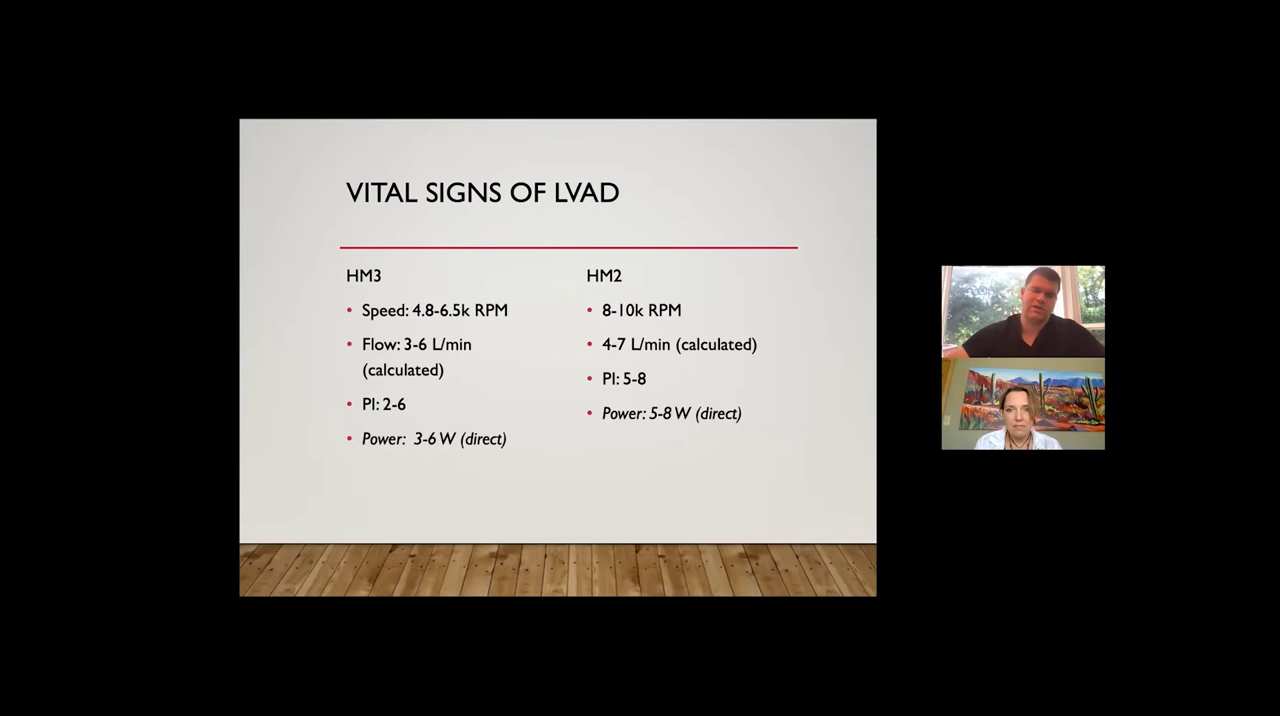 VITAL SIGNS OF LVAD
HM3
• Speed: 4.8-6.5k RPM
• Flow: 3-6 L/min
(calculated)
• PI: 2-6
• Power: 3-6 W (direct)
HM2
• 8-10k RPM
• 4-7 L/min (calculated)
• PI: 5-8
• Power: 5-8 W (direct)